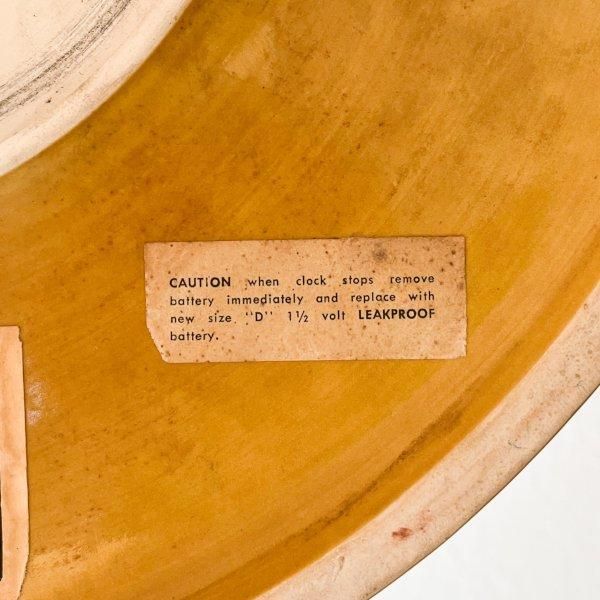 CAUTION when clock stops remove
battery immediately and replace with
new size "D" 1½ volt LEAKPROOF
battery.